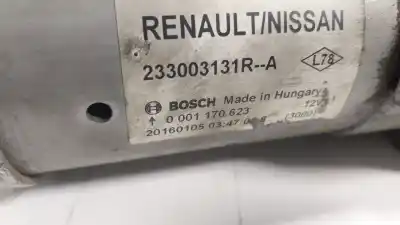 RENAULT/NISSAN
233003131R--A
L78
BOSCH Made in Hungary
0 001 170 623 12V
20160105 03:47